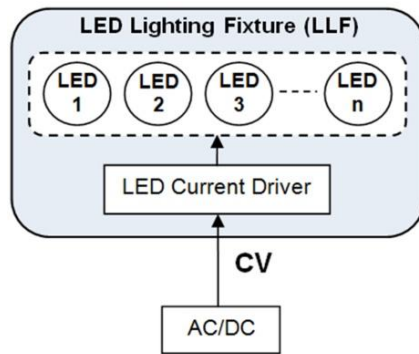 LED Lighting Fixture (LLF)
LED LED LED LED
1 2 3 n
LED Current Driver
CV
AC/DC